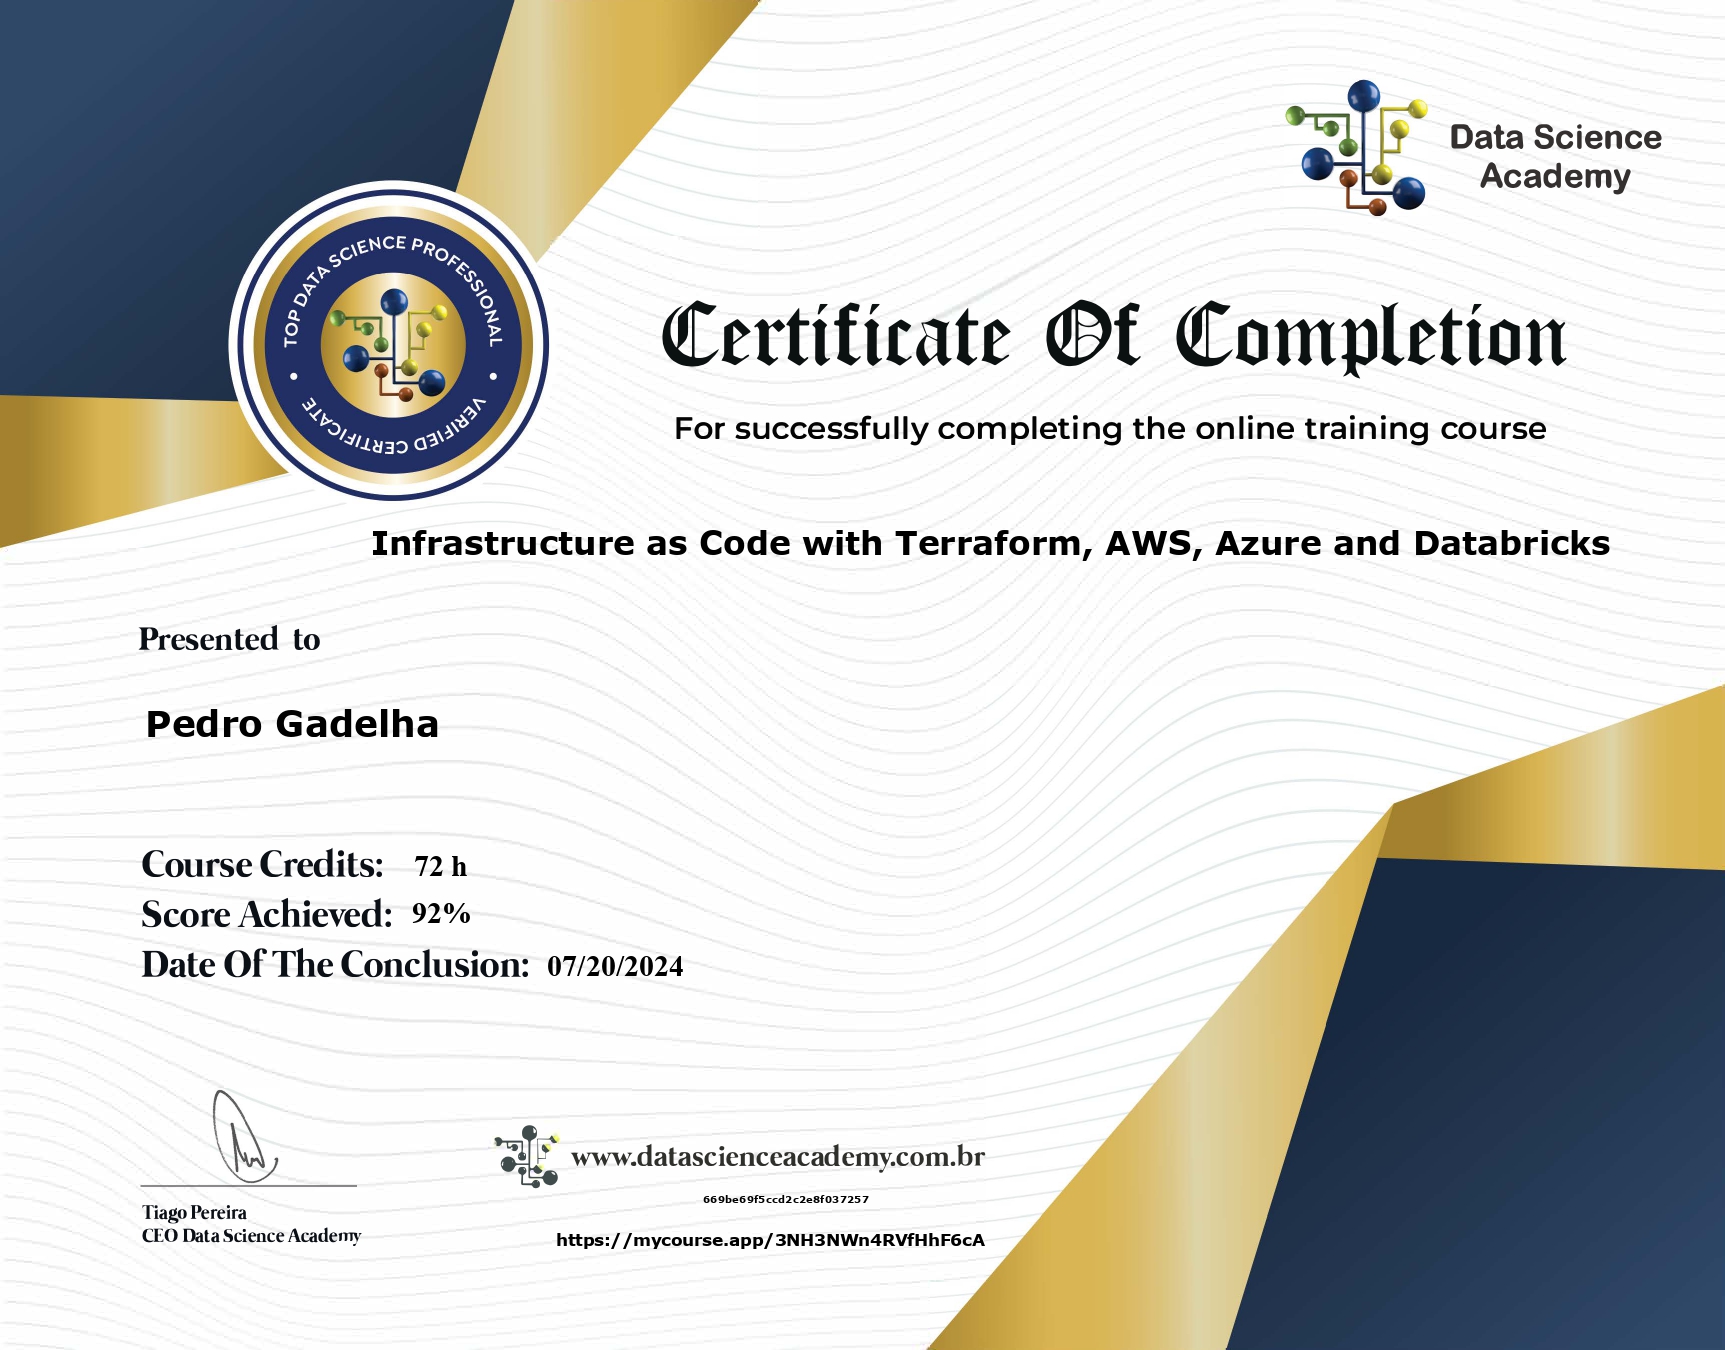 Data Science
Academy
TOP DATA SCIENCE PROFESSIONAL
• VERIFIED CERTIFICATE •
Certificate Of Completion
For successfully completing the online training course
Infrastructure as Code with Terraform, AWS, Azure and Databricks
Presented to
Pedro Gadelha
Course Credits: 72 h
Score Achieved: 92%
Date Of The Conclusion: 07/20/2024
Tiago Pereira
CEO Data Science Academy
www.datascienceacademy.com.br
669be69f5ccd2c2e8f037257
https://mycourse.app/3NH3NWn4RVfHhF6cA